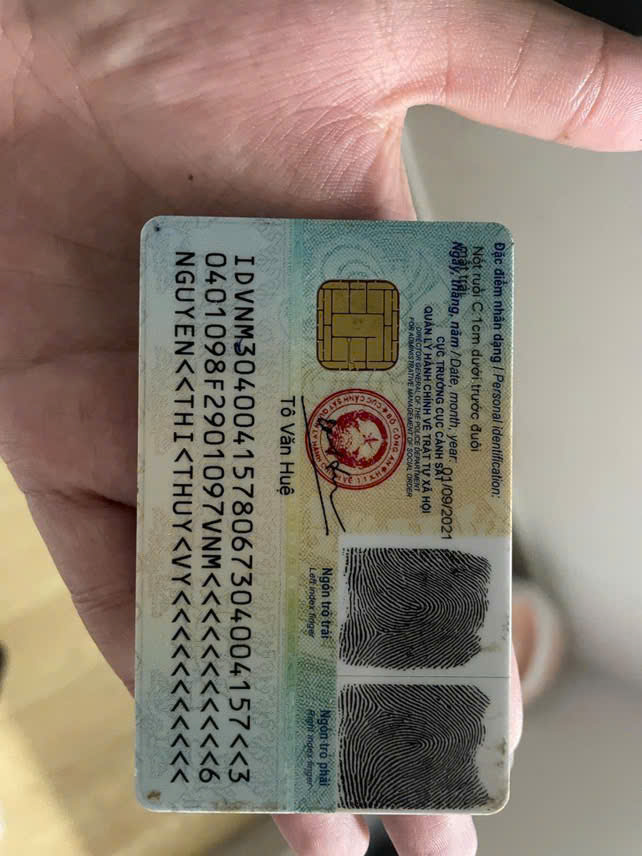 Đặc điểm nhân dạng / Personal identification:
Nốt ruồi C:1cm dưới trước đuôi
mắt trái
Ngày, tháng, năm / Date, month, year: 01/09/2021
CỤC TRƯỞNG CỤC CẢNH SÁT
QUẢN LÝ HÀNH CHÍNH VỀ TRẬT TỰ XÃ HỘI
DIRECTOR GENERAL OF THE POLICE DEPARTMENT
FOR ADMINISTRATIVE MANAGEMENT OF SOCIAL ORDER
Tô Văn Huệ
Ngón trỏ trái
Left index finger
Ngón trỏ phải
Right index finger
IDVNM3040041578067304004157<<3
0401098F2901097VNM<<<<<<<<<<<6
NGUYEN<<THI<THUY<VY<<<<<<<<<<<